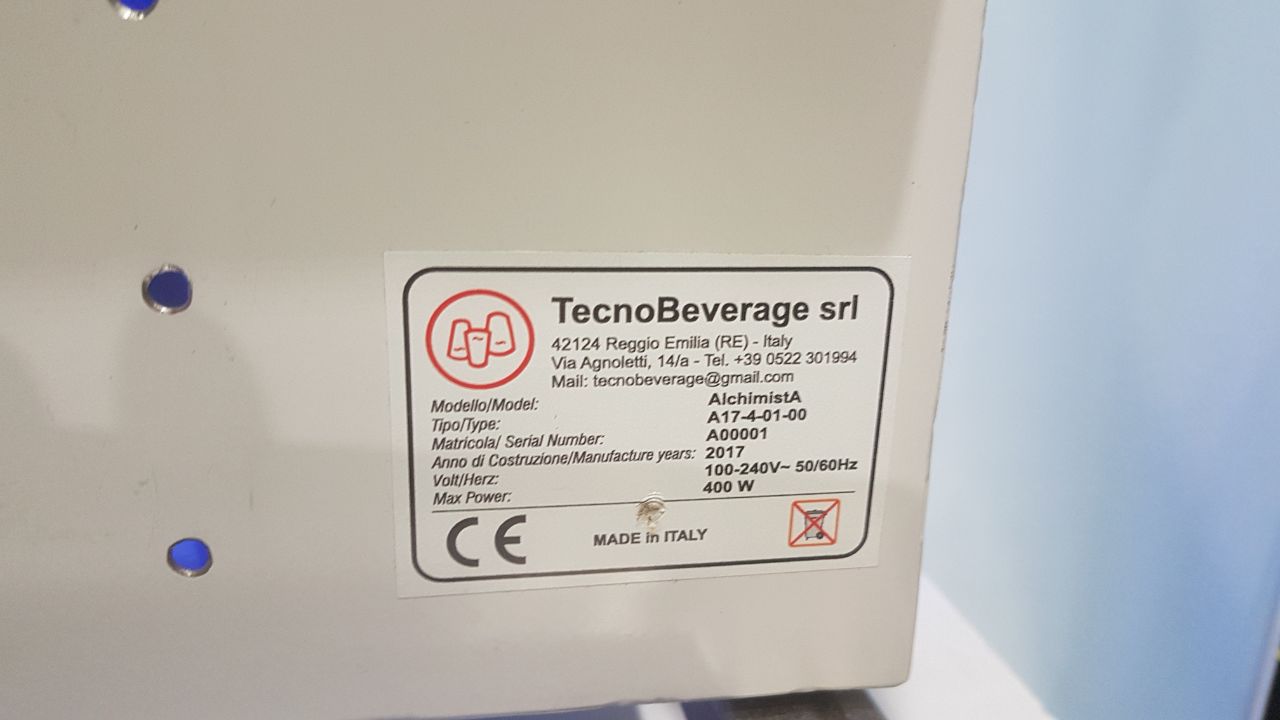 TecnoBeverage srl
42124 Reggio Emilia (RE) - Italy
Via Agnoletti, 14/a - Tel. +39 0522 301994
Mail: tecnobeverage@gmail.com
Modello/Model: AlchimistA
Tipo/Type: A17-4-01-00
Matricola/ Serial Number: A00001
Anno di Costruzione/Manufacture years: 2017
Volt/Herz: 100-240V~ 50/60Hz
Max Power: 400 W
CE MADE in ITALY